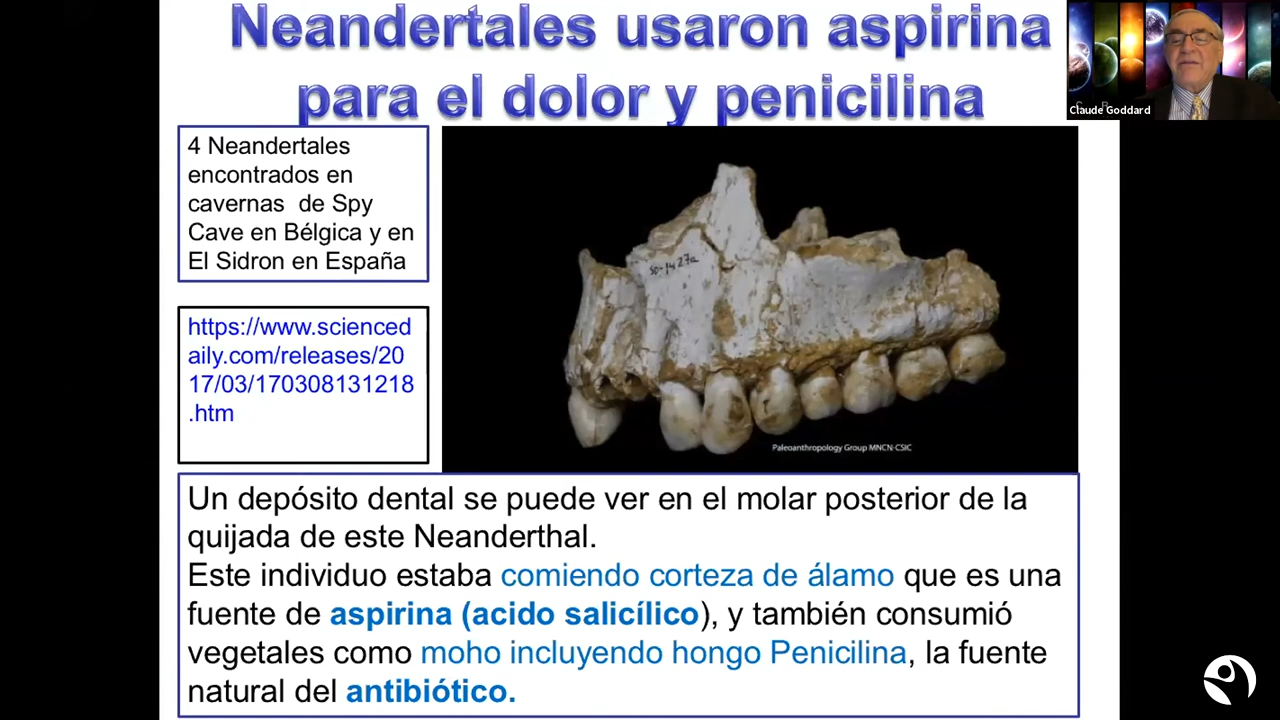 Neandertales usaron aspirina
para el dolor y penicilina
Claude Goddard
4 Neandertales
encontrados en
cavernas de Spy
Cave en Bélgica y en
El Sidron en España
https://www.scienced
aily.com/releases/20
17/03/170308131218
.htm
SD-1427a
Paleoanthropology Group MNCN-CSIC
Un depósito dental se puede ver en el molar posterior de la
quijada de este Neanderthal.
Este individuo estaba comiendo corteza de álamo que es una
fuente de aspirina (acido salicílico), y también consumió
vegetales como moho incluyendo hongo Penicilina, la fuente
natural del antibiótico.